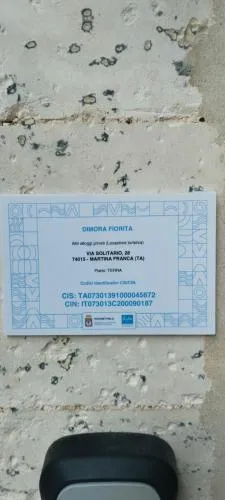 DIMORA FIORITA
Altri alloggi privati (Locazione turistica)
VIA SOLITARIO, 26
74015 - MARTINA FRANCA (TA)
Piano: TERRA
Codici Identificativi CIS/CIN:
CIS: TA07301391000045672
CIN: IT073013C200090187